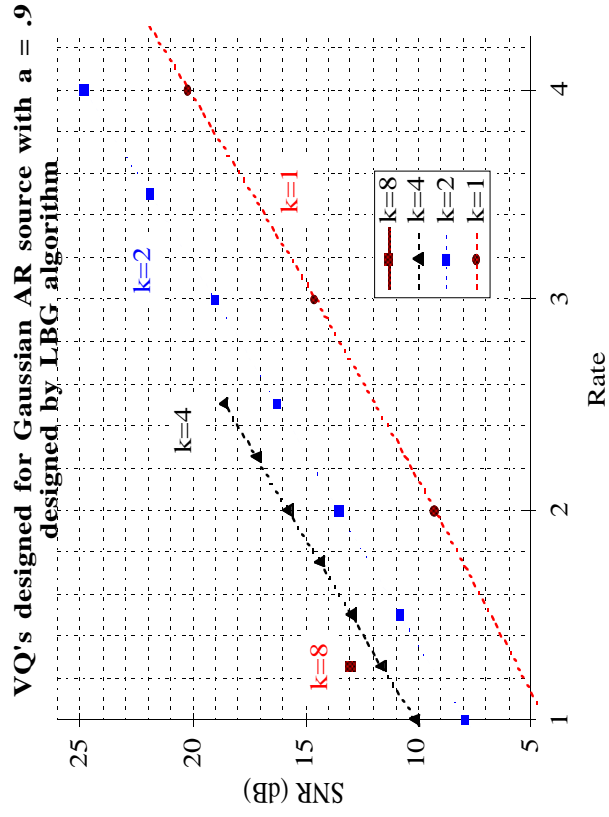 VQ's designed for Gaussian AR source with a = .9
designed by LBG algorithm
SNR (dB)
25
20
15
10
5
k=2
k=4
k=8
k=1
k=8
k=4
k=2
k=1
1
2
3
4
Rate